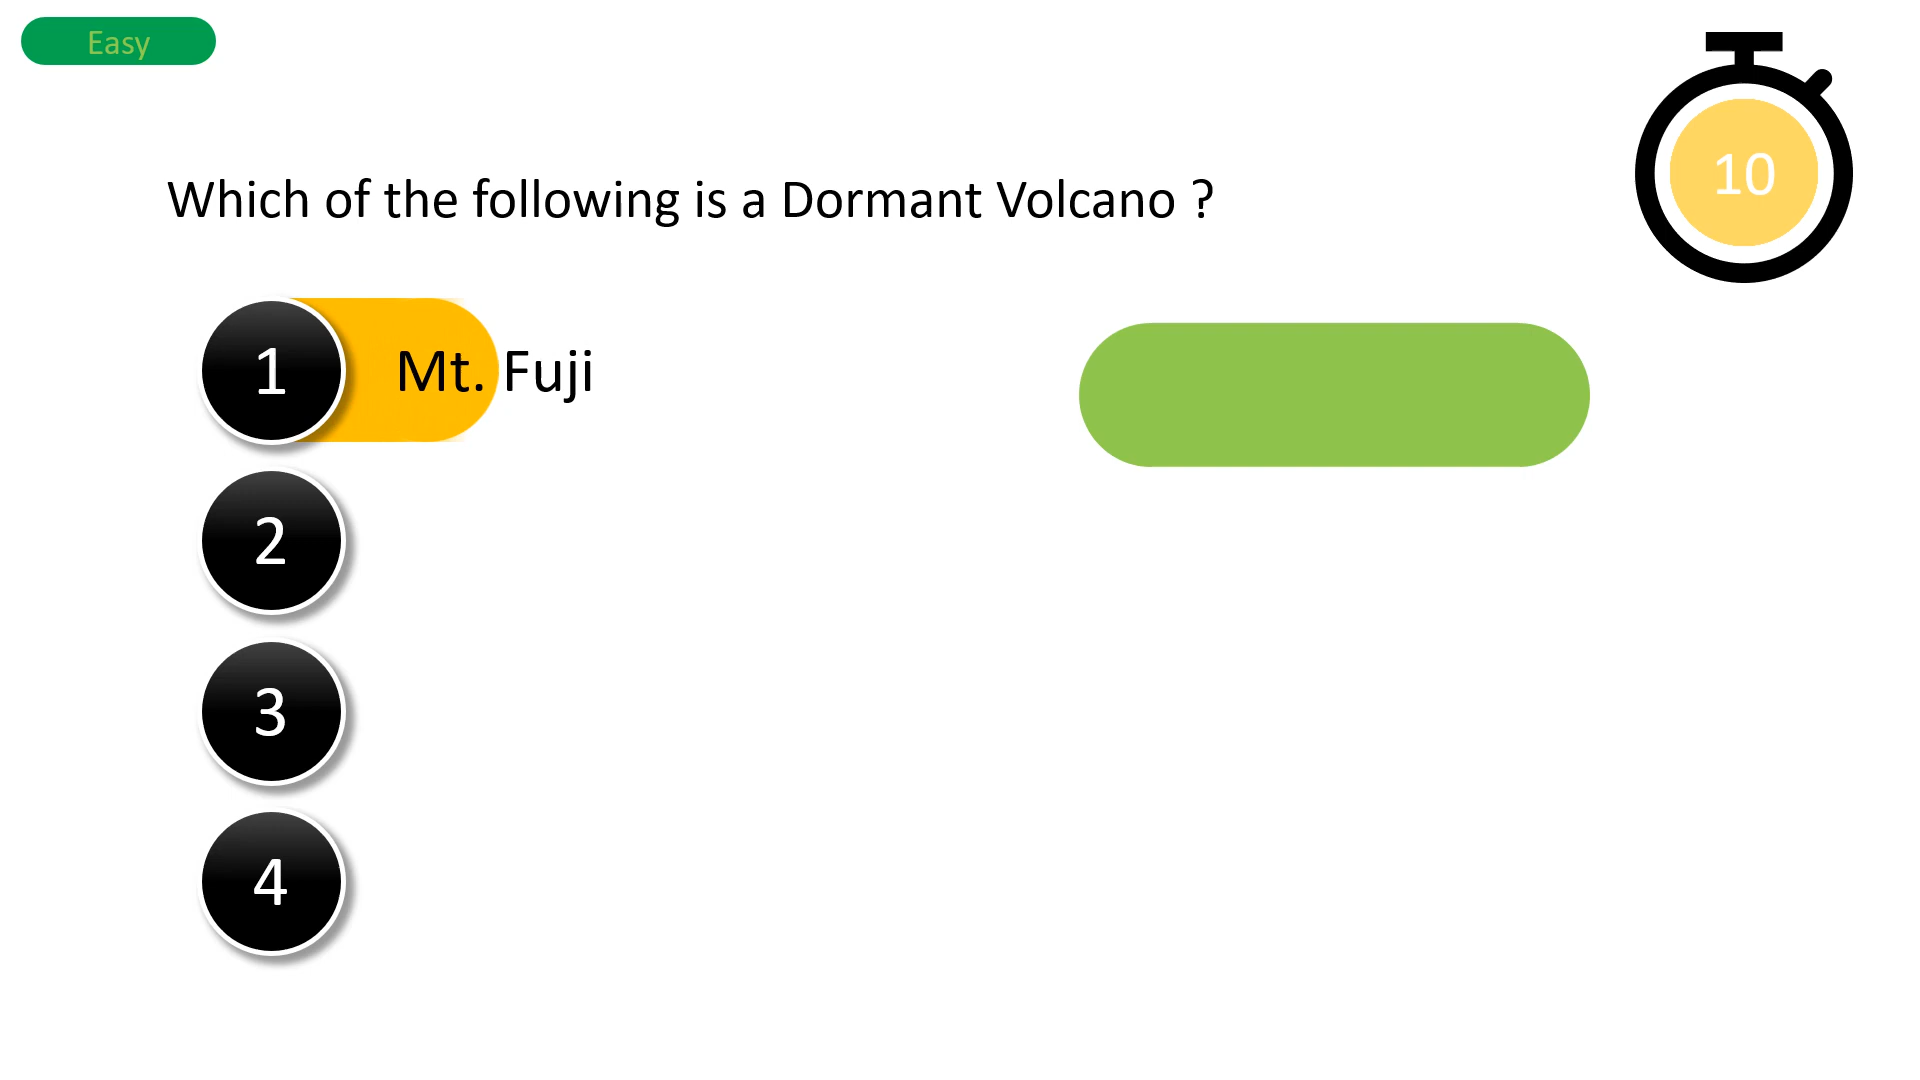 Easy
10
Which of the following is a Dormant Volcano ?
1 Mt. Fuji
2
3
4